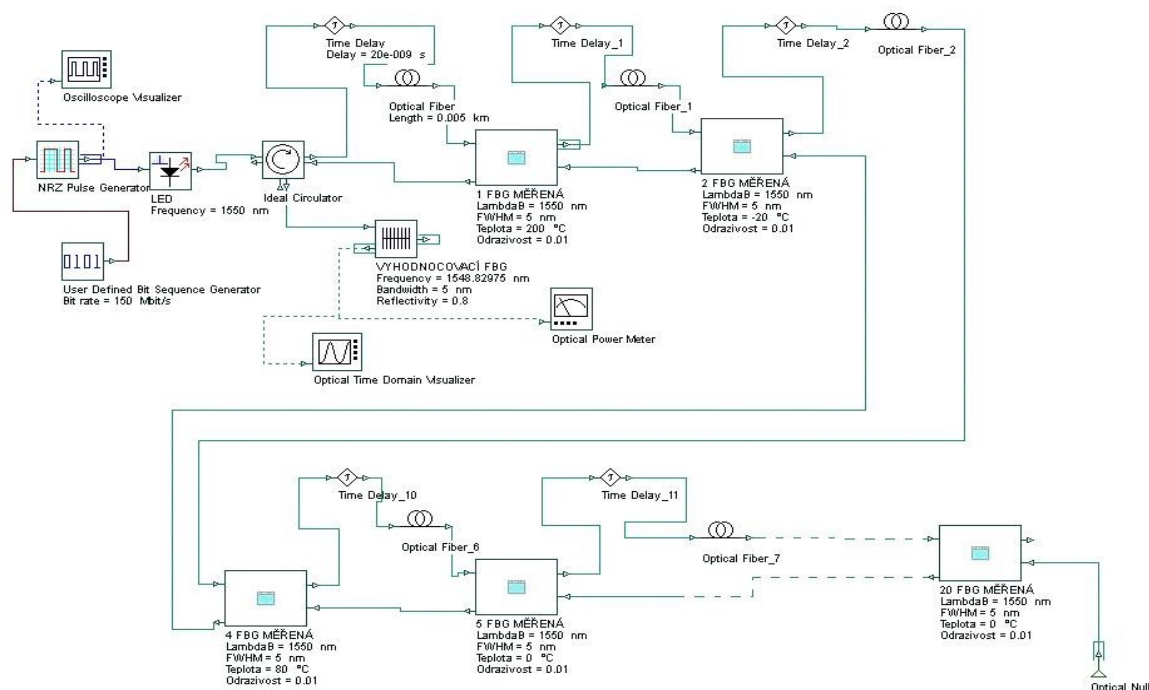 Time Delay
Delay = 20e-009 s
Time Delay_1
Time Delay_2
Optical Fiber_2
Oscilloscope Visualizer
Optical Fiber
Length = 0.005 km
Optical Fiber_1
NRZ Pulse Generator
LED
Frequency = 1550 nm
Ideal Circulator
1 FBG MĚŘENÁ
LambdaB = 1550 nm
FWHM = 5 nm
Teplota = 200 °C
Odrazivost = 0.01
2 FBG MĚŘENÁ
LambdaB = 1550 nm
FWHM = 5 nm
Teplota = -20 °C
Odrazivost = 0.01
0101
User Defined Bit Sequence Generator
Bit rate = 150 Mbit/s
VYHODNOCOVACÍ FBG
Frequency = 1548.82975 nm
Bandwidth = 5 nm
Reflectivity = 0.8
Optical Power Meter
Optical Time Domain Visualizer
Time Delay_10
Time Delay_11
Optical Fiber_6
Optical Fiber_7
4 FBG MĚŘENÁ
LambdaB = 1550 nm
FWHM = 5 nm
Teplota = 80 °C
Odrazivost = 0.01
5 FBG MĚŘENÁ
LambdaB = 1550 nm
FWHM = 5 nm
Teplota = 0 °C
Odrazivost = 0.01
20 FBG MĚŘENÁ
LambdaB = 1550 nm
FWHM = 5 nm
Teplota = 0 °C
Odrazivost = 0.01
Optical Null